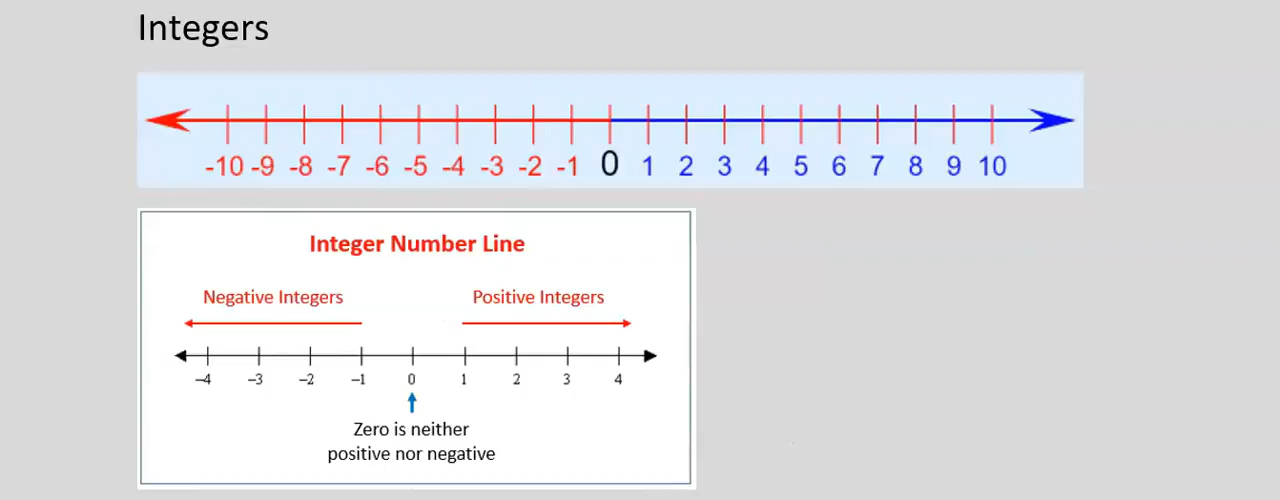 Integers
-10 -9 -8 -7 -6 -5 -4 -3 -2 -1 0 1 2 3 4 5 6 7 8 9 10
Integer Number Line
Negative Integers Positive Integers
–4 –3 –2 –1 0 1 2 3 4
Zero is neither
positive nor negative